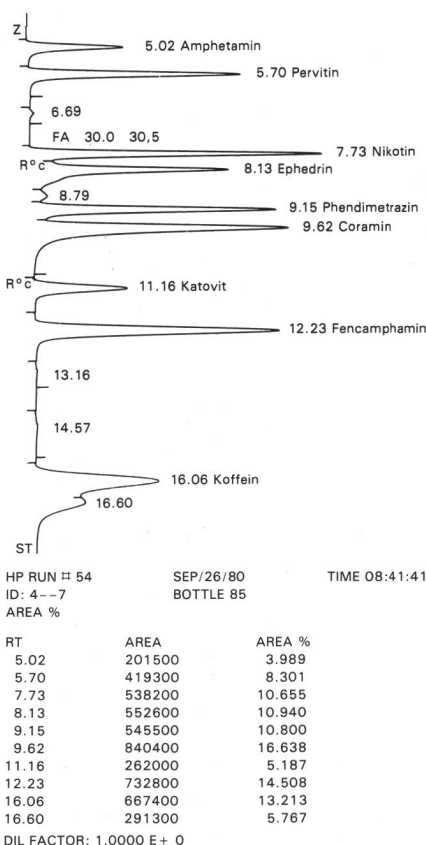 Z
5.02 Amphetamin
5.70 Pervitin
6.69
FA 30.0 30,5
7.73 Nikotin
R°c
8.13 Ephedrin
8.79
9.15 Phendimetrazin
9.62 Coramin
R°c
11.16 Katovit
12.23 Fencamphamin
13.16
14.57
16.06 Koffein
16.60
ST
HP RUN ⌗ 54 SEP/26/80 TIME 08:41:41
ID: 4--7 BOTTLE 85
AREA %
RT AREA AREA %
5.02 201500 3.989
5.70 419300 8.301
7.73 538200 10.655
8.13 552600 10.940
9.15 545500 10.800
9.62 840400 16.638
11.16 262000 5.187
12.23 732800 14.508
16.06 667400 13.213
16.60 291300 5.767
DIL FACTOR: 1.0000 E+ 0